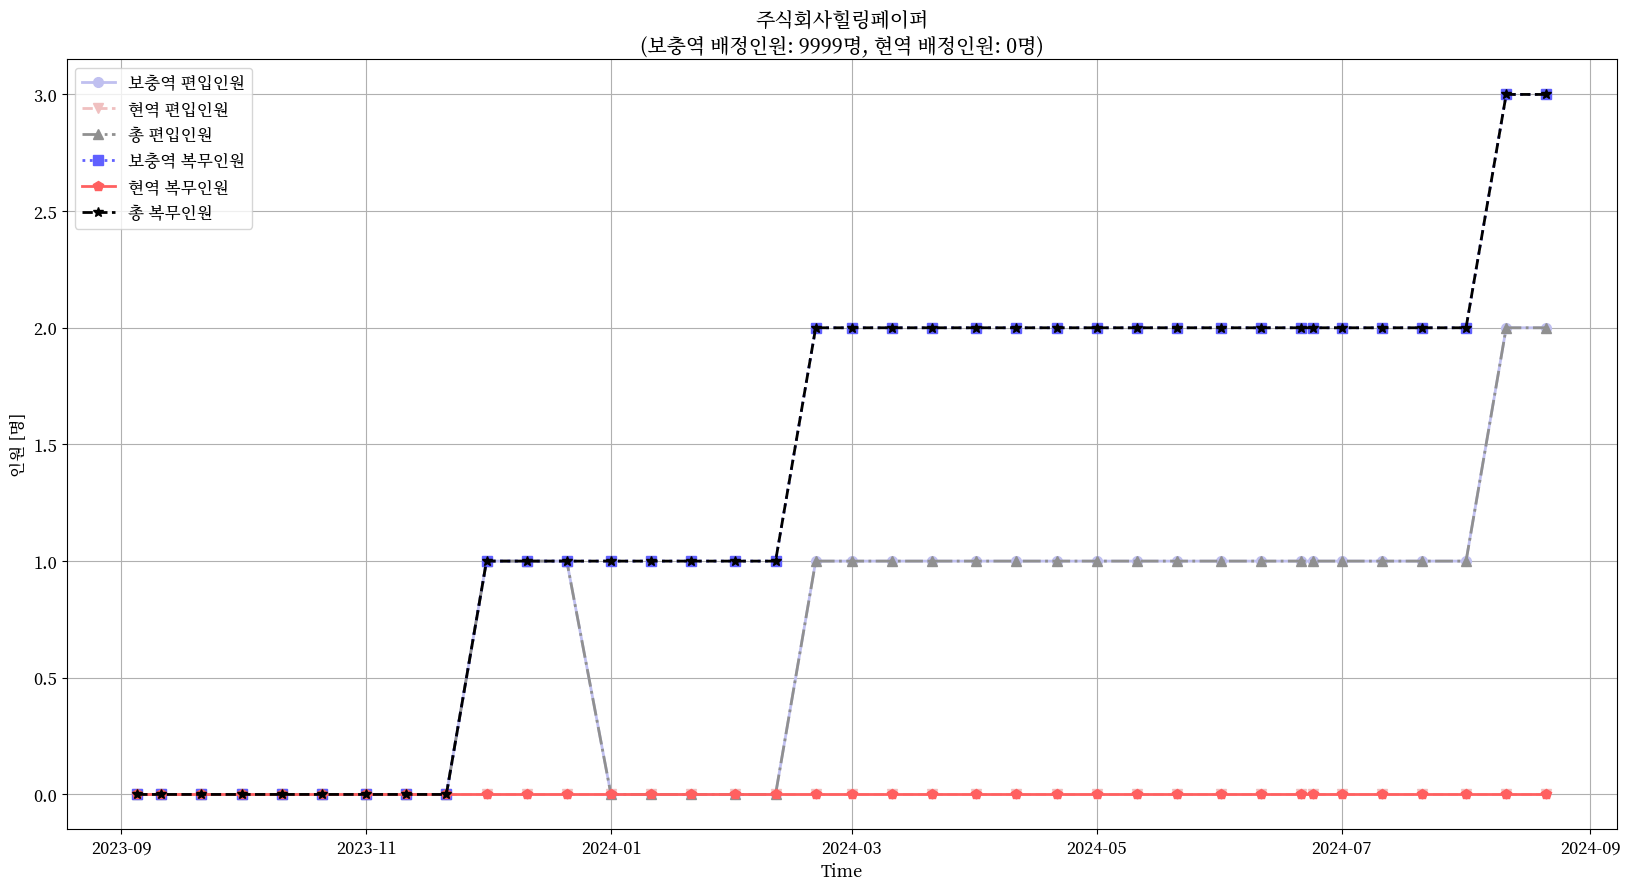 주식회사힐링페이퍼
(보충역 배정인원: 9999명, 현역 배정인원: 0명)
보충역 편입인원
현역 편입인원
총 편입인원
보충역 복무인원
현역 복무인원
총 복무인원
3.0
2.5
2.0
1.5
1.0
0.5
0.0
인원 [명]
2023-09
2023-11
2024-01
2024-03
2024-05
2024-07
2024-09
Time